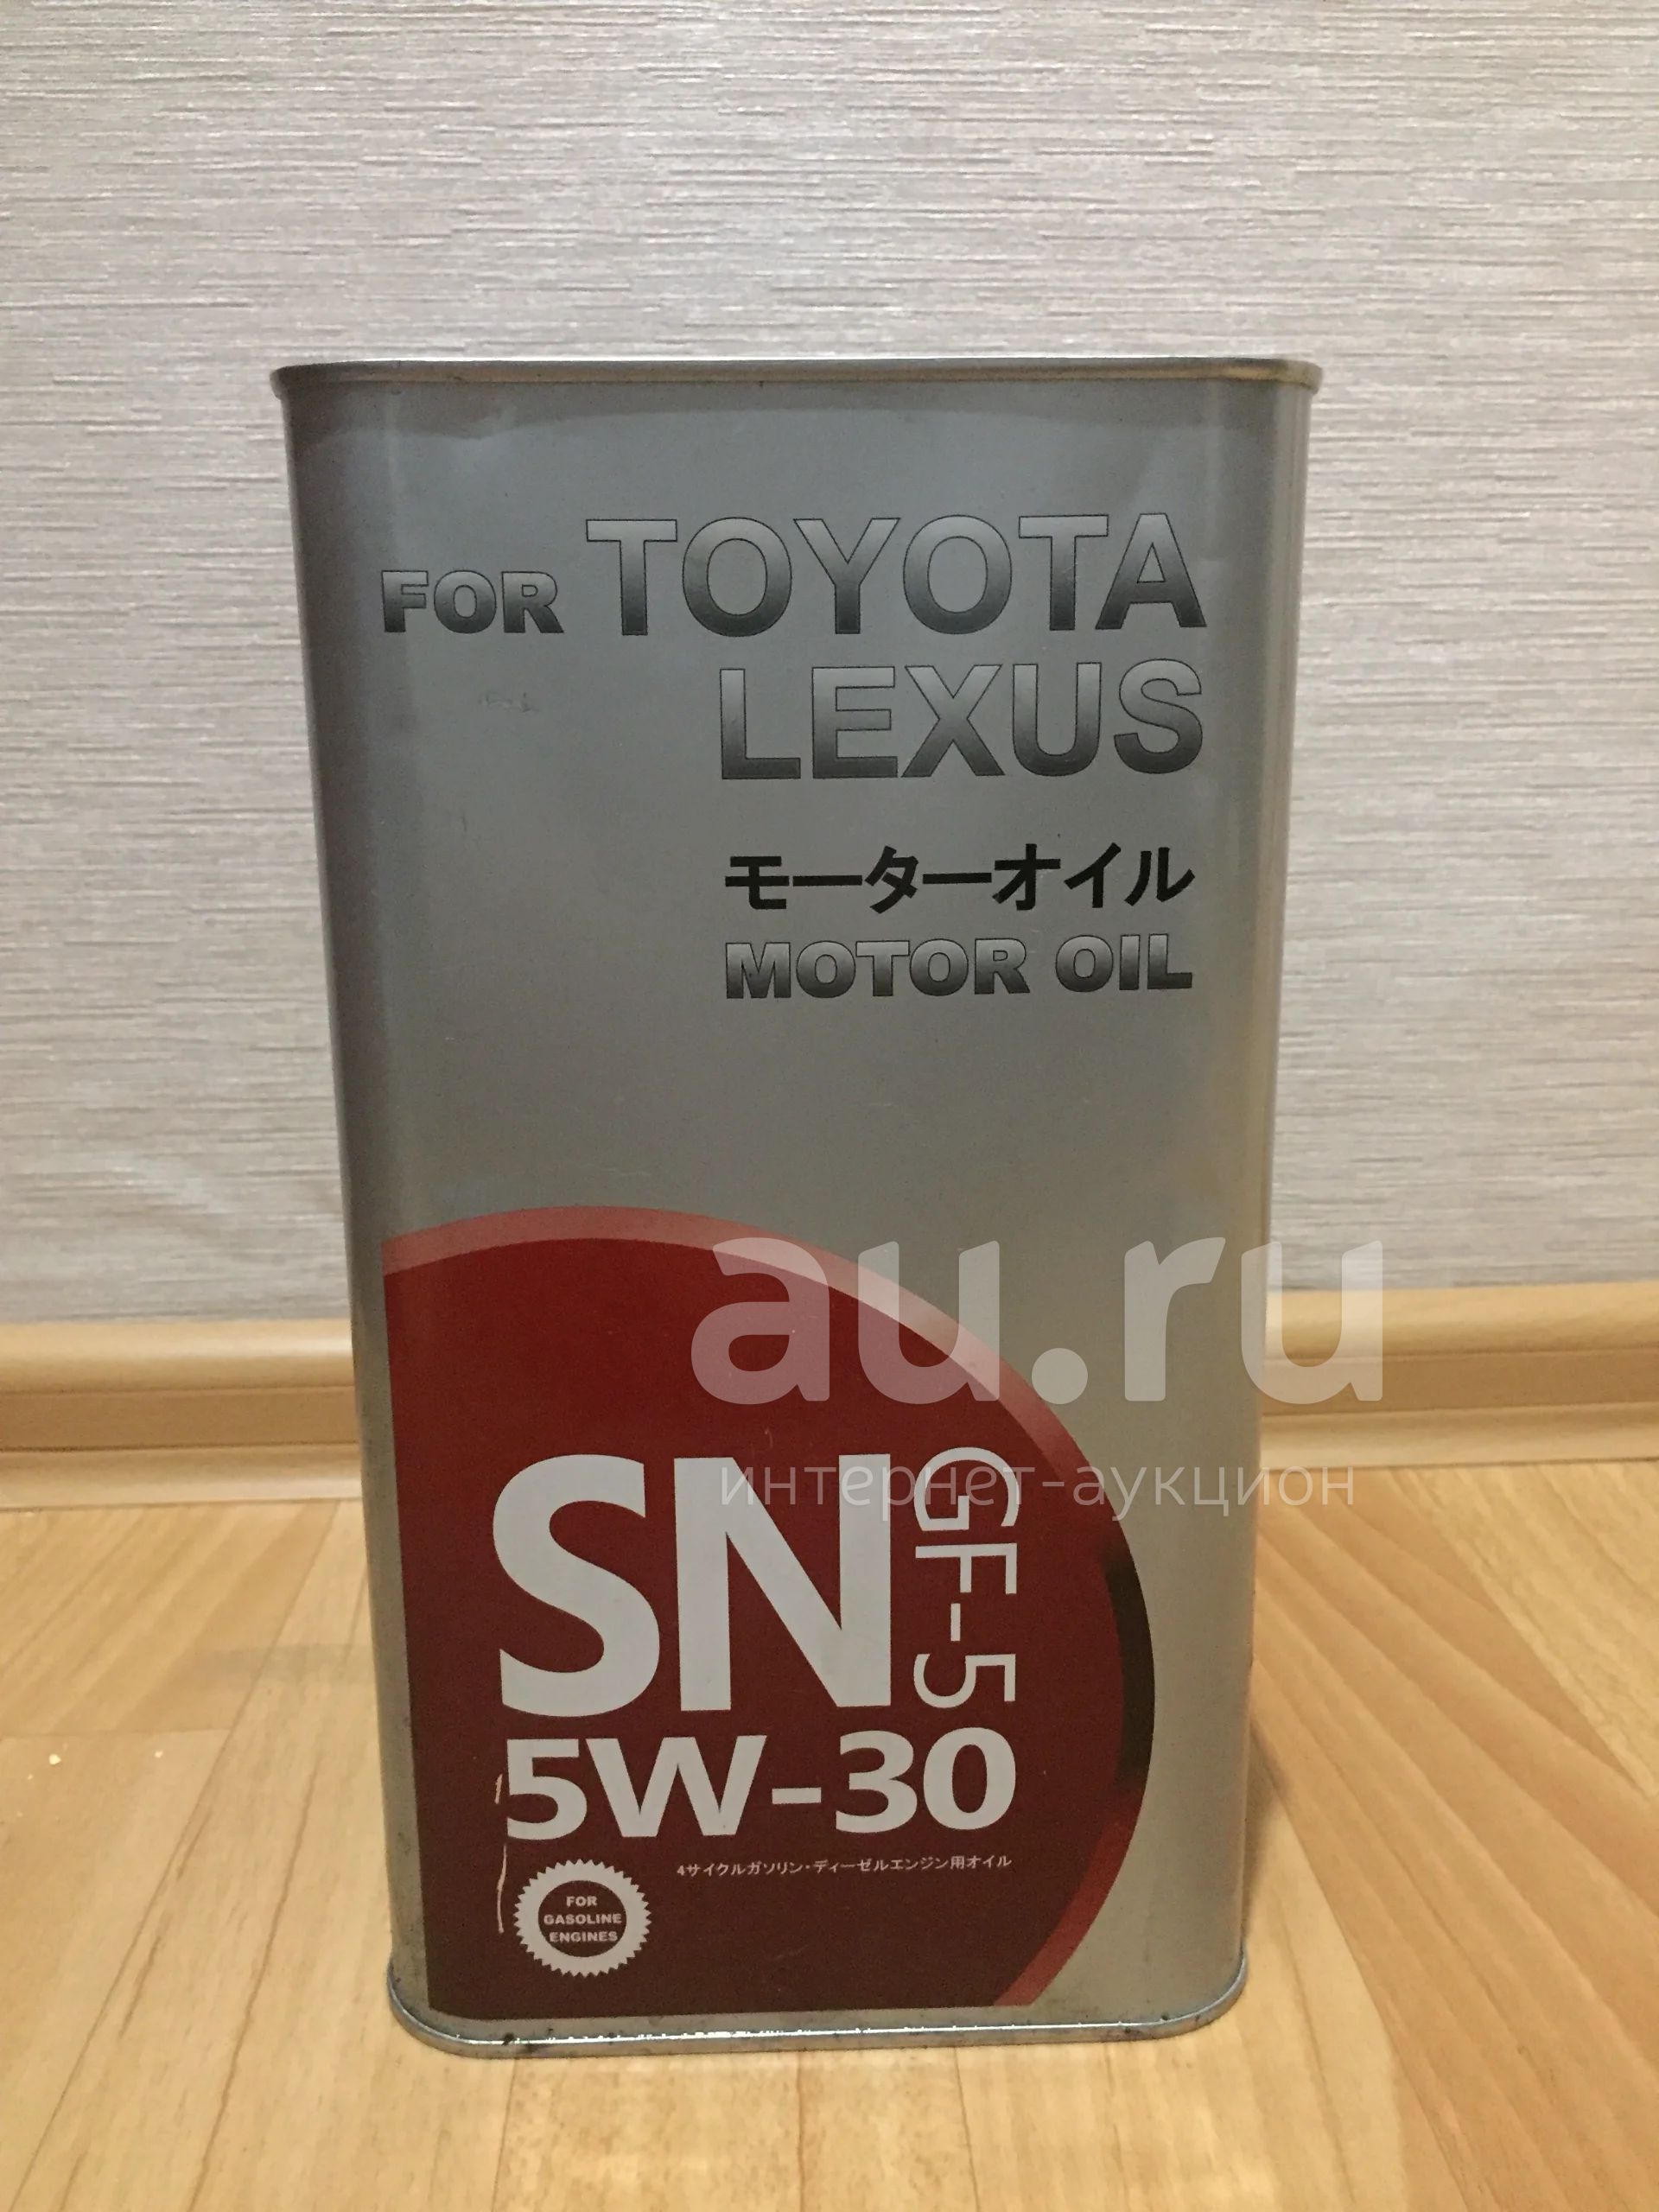 FOR TOYOTA
LEXUS
モーターオイル
MOTOR OIL
au.ru
интернет-аукцион
SN GF-5
5W-30
4サイクルガソリン・ディーゼルエンジン用オイル
FOR
GASOLINE
ENGINES